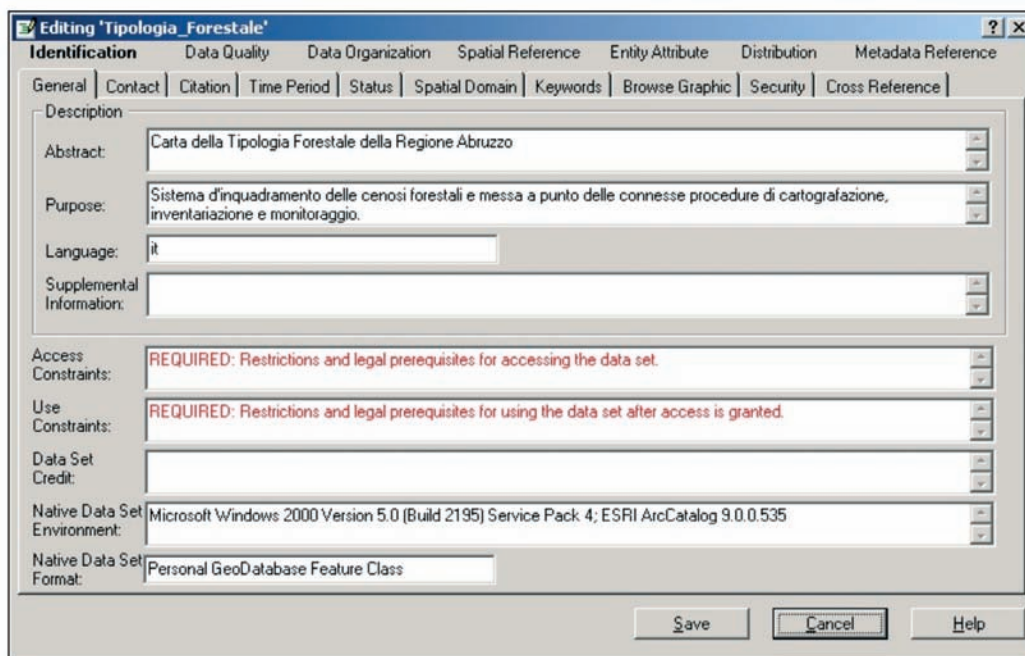 Editing 'Tipologia_Forestale'
? X
Identification Data Quality Data Organization Spatial Reference Entity Attribute Distribution Metadata Reference
General Contact Citation Time Period Status Spatial Domain Keywords Browse Graphic Security Cross Reference
Description
Abstract: Carta della Tipologia Forestale della Regione Abruzzo
Purpose: Sistema d'inquadramento delle cenosi forestali e messa a punto delle connesse procedure di cartografazione,
inventariazione e monitoraggio.
Language: it
Supplemental
Information:
Access
Constraints: REQUIRED: Restrictions and legal prerequisites for accessing the data set.
Use
Constraints: REQUIRED: Restrictions and legal prerequisites for using the data set after access is granted.
Data Set
Credit:
Native Data Set
Environment: Microsoft Windows 2000 Version 5.0 (Build 2195) Service Pack 4; ESRI ArcCatalog 9.0.0.535
Native Data Set
Format: Personal GeoDatabase Feature Class
Save Cancel Help